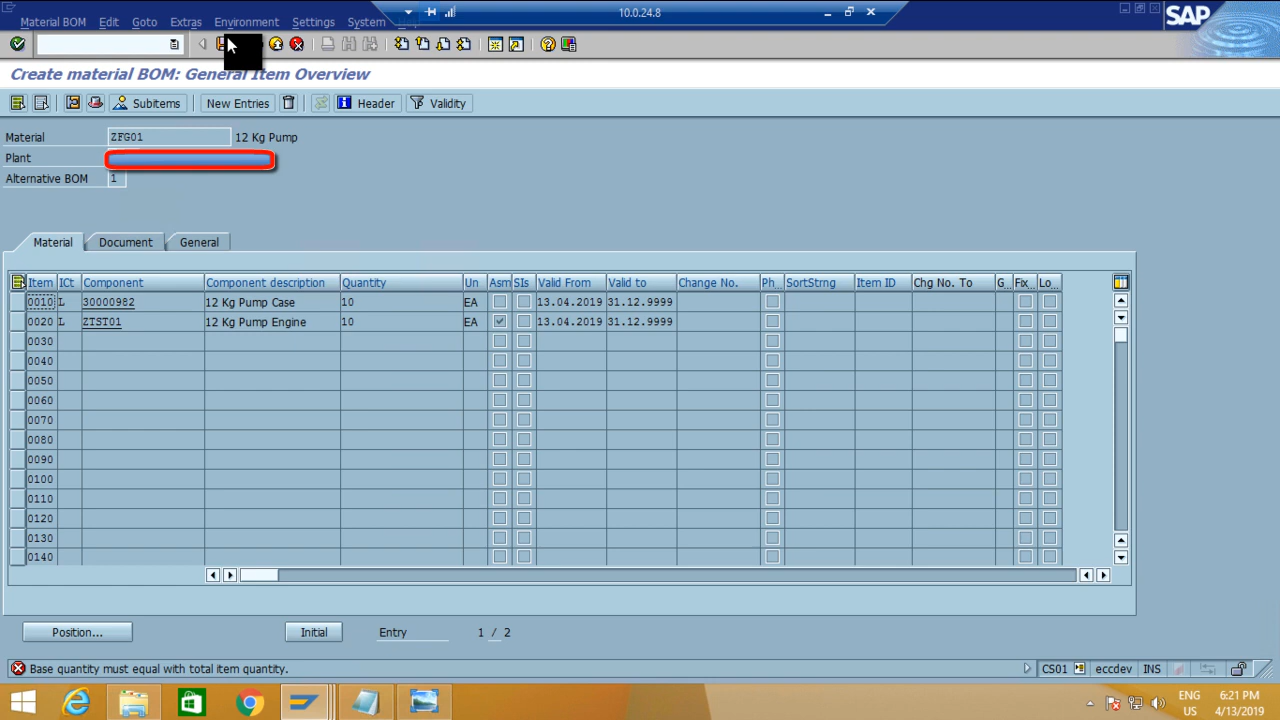 10.0.24.8
Material BOM Edit Goto Extras Environment Settings System
SAP
Create material BOM: General Item Overview
Subitems New Entries Header Validity
Material ZFG01 12 Kg Pump
Plant
Alternative BOM 1
Material Document General
Item ICt Component Component description Quantity Un Asm SIs Valid From Valid to Change No. Ph... SortStrng Item ID Chg No. To G... Fix... Lo...
0010 L 30000982 12 Kg Pump Case 10 EA 13.04.2019 31.12.9999
0020 L ZTST01 12 Kg Pump Engine 10 EA 13.04.2019 31.12.9999
0030
0040
0050
0060
0070
0080
0090
0100
0110
0120
0130
0140
Position... Initial Entry 1 / 2
Base quantity must equal with total item quantity. CS01 eccdev INS
ENG 6:21 PM
US 4/13/2019